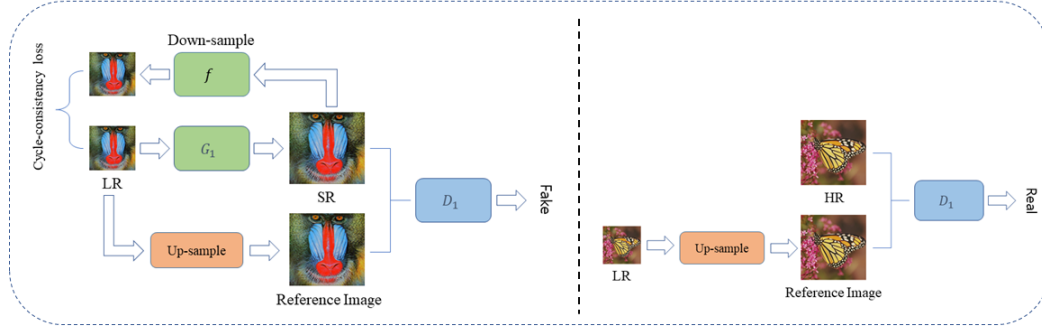 Down-sample
f
Cycle-consistency loss
G1
LR
SR
D1
Fake
Up-sample
Reference Image
HR
D1
Real
LR
Up-sample
Reference Image